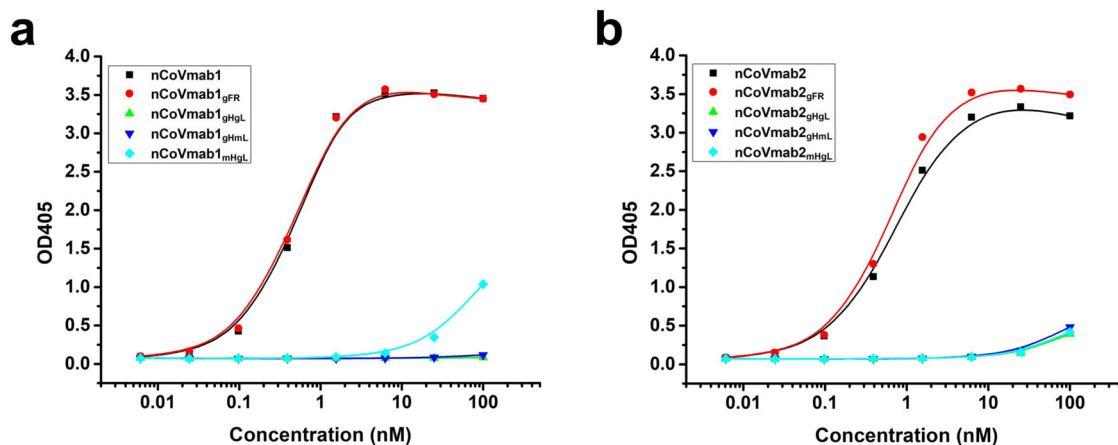 a
4.0
3.5
3.0
2.5
2.0
1.5
1.0
0.5
0.0
OD405
nCoVmab1
nCoVmab1gFR
nCoVmab1gHgL
nCoVmab1gHmL
nCoVmab1mHgL
0.01
0.1
1
10
100
Concentration (nM)
b
4.0
3.5
3.0
2.5
2.0
1.5
1.0
0.5
0.0
OD405
nCoVmab2
nCoVmab2gFR
nCoVmab2gHgL
nCoVmab2gHmL
nCoVmab2mHgL
0.01
0.1
1
10
100
Concentration (nM)